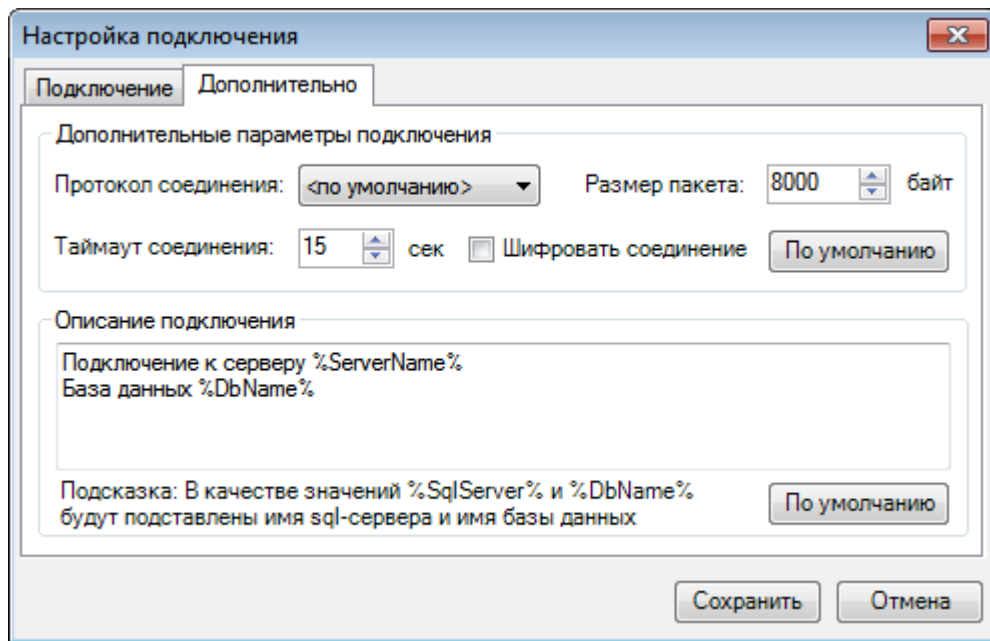 Настройка подключения
Подключение Дополнительно
Дополнительные параметры подключения
Протокол соединения: <по умолчанию> Размер пакета: 8000 байт
Таймаут соединения: 15 сек Шифровать соединение По умолчанию
Описание подключения
Подключение к серверу %ServerName%
База данных %DbName%
Подсказка: В качестве значений %SqlServer% и %DbName%
будут подставлены имя sql-сервера и имя базы данных По умолчанию
Сохранить Отмена